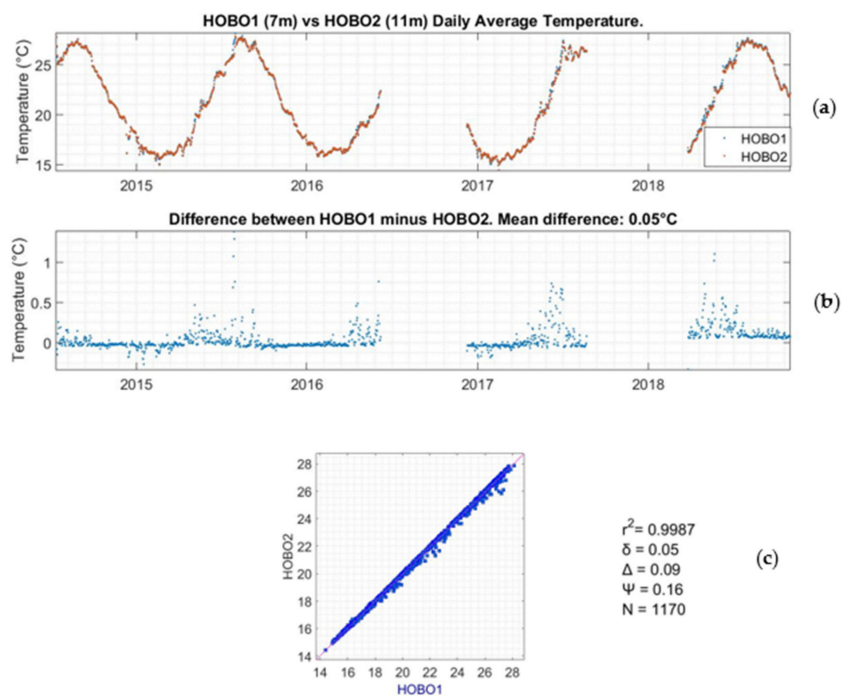 HOBO1 (7m) vs HOBO2 (11m) Daily Average Temperature.
Temperature (°C)
25
20
15
2015 2016 2017 2018
HOBO1
HOBO2
(a)
Difference between HOBO1 minus HOBO2. Mean difference: 0.05°C
Temperature (°C)
1
0.5
0
2015 2016 2017 2018
(b)
HOBO2
28
26
24
22
20
18
16
14
14 16 18 20 22 24 26 28
HOBO1
r²= 0.9987
δ = 0.05
Δ = 0.09
Ψ = 0.16
N = 1170
(c)